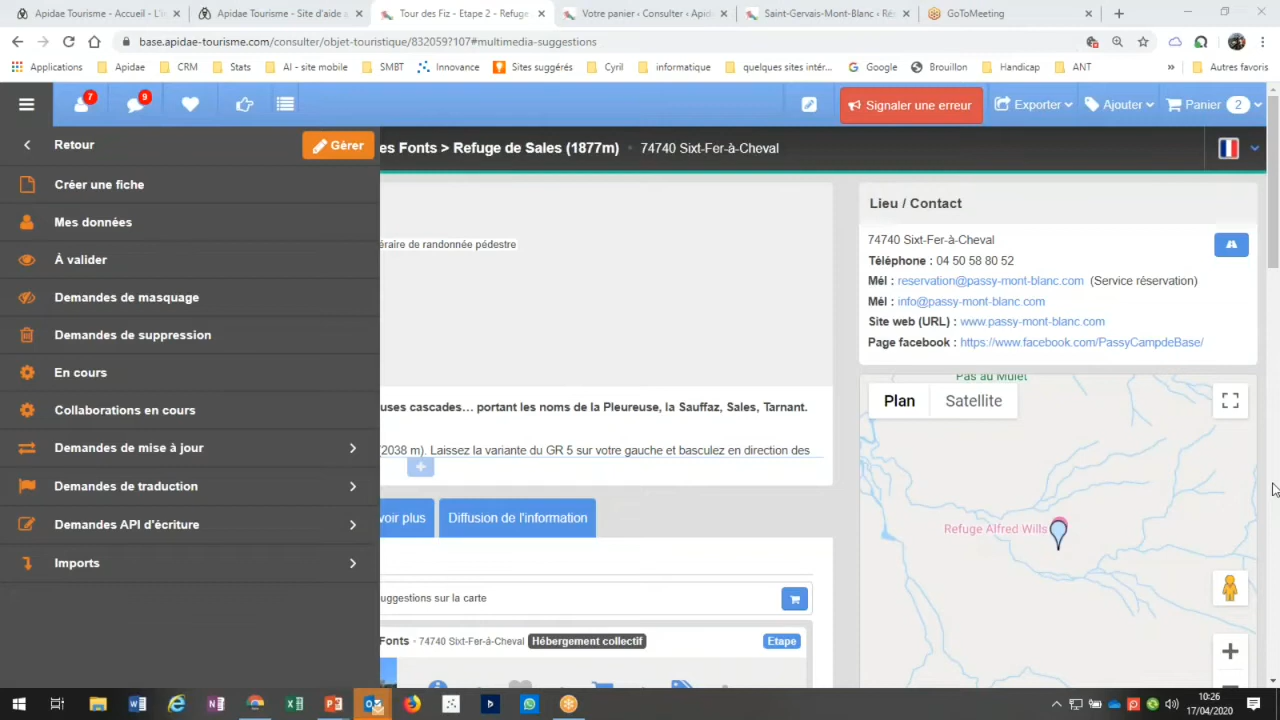 Apidae Tourisme - Accueil - L'i
Apidae Tourisme - Site d'aide a
Tour des Fiz - Etape 2 - Refuge
Votre panier ‹ Consulter ‹ Apid
Saint-Gervais-Mont-Blanc ‹ Ré
GoToMeeting
base.apidae-tourisme.com/consulter/objet-touristique/832059?107#multimedia-suggestions
Applications
Apidae
CRM
Stats
AI - site mobile
SMBT
Innovance
Sites suggérés
Cyril
informatique
quelques sites intér...
Google
Brouillon
Handicap
ANT
»
Autres favoris
7
9
Signaler une erreur
Exporter
Ajouter
Panier 2
Retour
Gérer
es Fonts > Refuge de Sales (1877m) • 74740 Sixt-Fer-à-Cheval
Créer une fiche
Mes données
À valider
Demandes de masquage
Demandes de suppression
En cours
Collaborations en cours
Demandes de mise à jour
Demandes de traduction
Demandes API d'écriture
Imports
éraire de randonnée pédestre
uses cascades… portant les noms de la Pleureuse, la Sauffaz, Sales, Tarnant.
(2038 m). Laissez la variante du GR 5 sur votre gauche et basculez en direction des
voir plus
Diffusion de l'information
uggestions sur la carte
Fonts • 74740 Sixt-Fer-à-Cheval Hébergement collectif
Etape
Lieu / Contact
74740 Sixt-Fer-à-Cheval
Téléphone : 04 50 58 80 52
Mél : reservation@passy-mont-blanc.com (Service réservation)
Mél : info@passy-mont-blanc.com
Site web (URL) : www.passy-mont-blanc.com
Page facebook : https://www.facebook.com/PassyCampdeBase/
Pas au Mulet
Plan
Satellite
Refuge Alfred Wills
10:26
17/04/2020